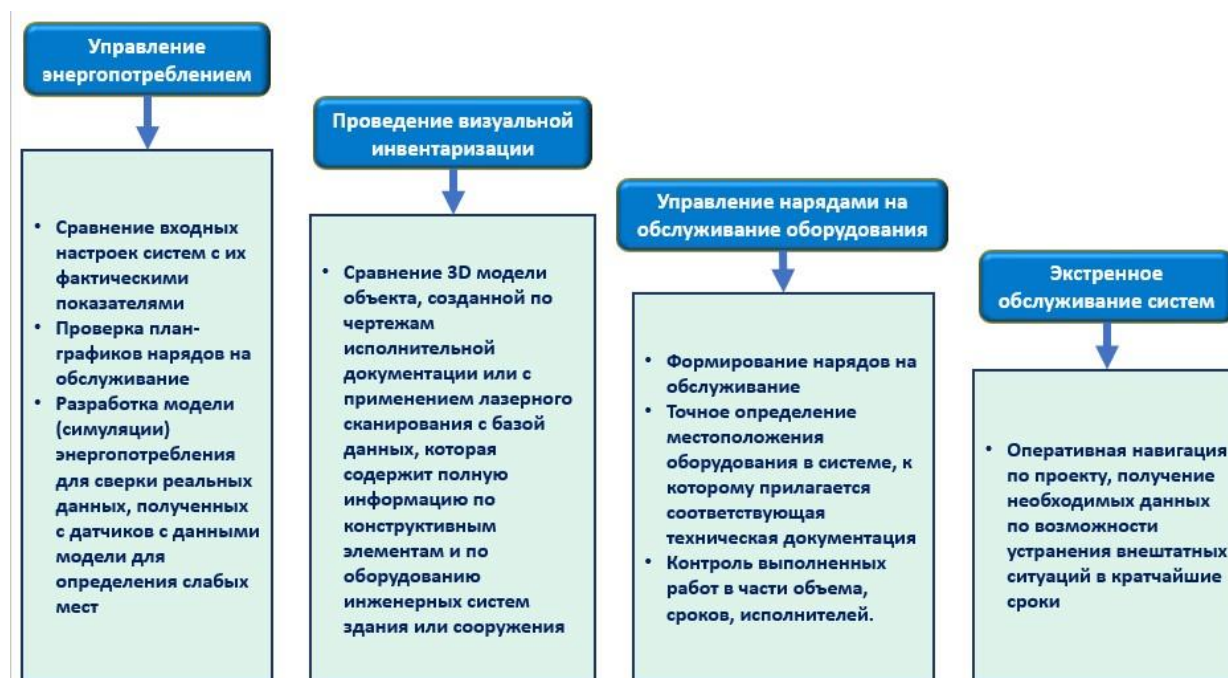 Управление
энергопотреблением
Сравнение входных
настроек систем с их
фактическими
показателями
Проверка план-
графиков нарядов на
обслуживание
Разработка модели
(симуляции)
энергопотребления
для сверки реальных
данных, полученных
с датчиков с данными
модели для
определения слабых
мест
Проведение визуальной
инвентаризации
Сравнение 3D модели
объекта, созданной по
чертежам
исполнительной
документации или с
применением лазерного
сканирования с базой
данных, которая
содержит полную
информацию по
конструктивным
элементам и по
оборудованию
инженерных систем
здания или сооружения
Управление нарядами на
обслуживание оборудования
Формирование нарядов на
обслуживание
Точное определение
местоположения
оборудования в системе, к
которому прилагается
соответствующая
техническая документация
Контроль выполненных
работ в части объема,
сроков, исполнителей.
Экстренное
обслуживание систем
Оперативная навигация
по проекту, получение
необходимых данных
по возможности
устранения внештатных
ситуаций в кратчайшие
сроки